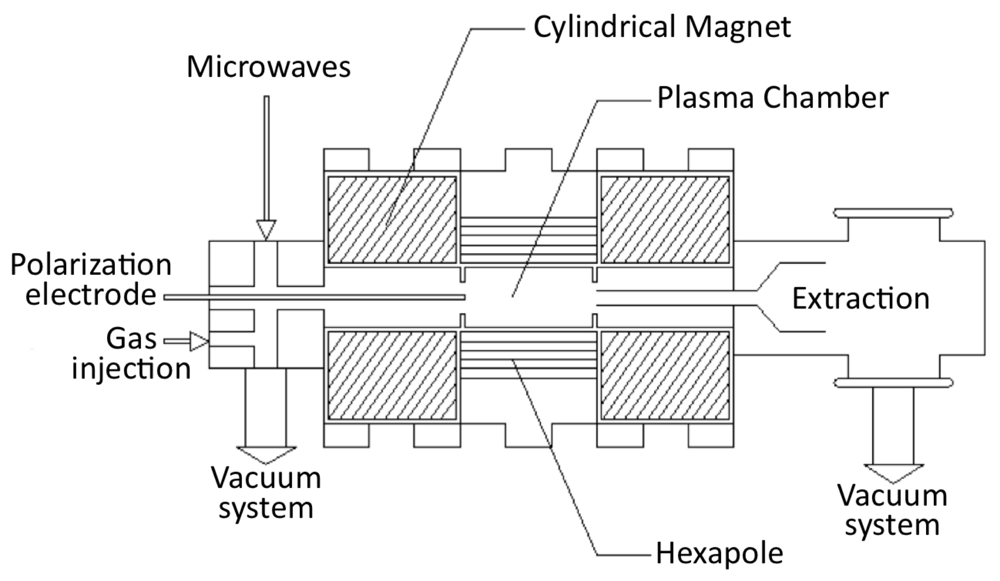 Cylindrical Magnet
Microwaves
Plasma Chamber
Polarization
electrode
Extraction
Gas
injection
Vacuum
system
Vacuum
system
Hexapole